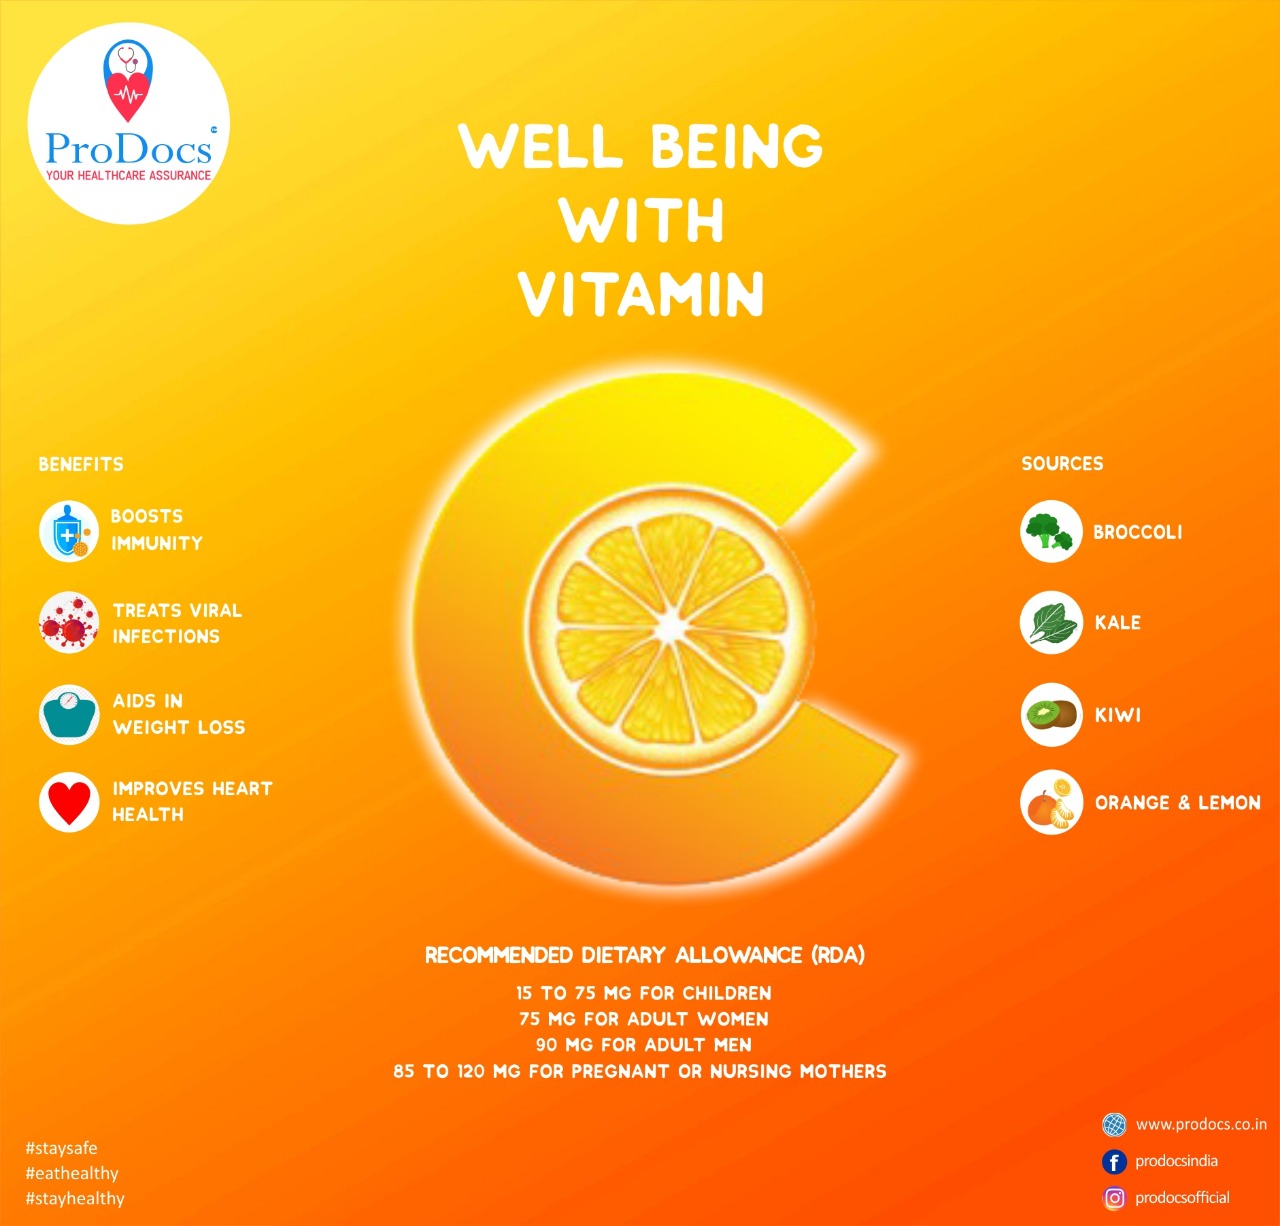 ProDocs
YOUR HEALTHCARE ASSURANCE
WELL BEING
WITH
VITAMIN
C
BENEFITS
BOOSTS
IMMUNITY
TREATS VIRAL
INFECTIONS
AIDS IN
WEIGHT LOSS
IMPROVES HEART
HEALTH
SOURCES
BROCCOLI
KALE
KIWI
ORANGE & LEMON
RECOMMENDED DIETARY ALLOWANCE (RDA)
15 TO 75 MG FOR CHILDREN
75 MG FOR ADULT WOMEN
90 MG FOR ADULT MEN
85 TO 120 MG FOR PREGNANT OR NURSING MOTHERS
#staysafe
#eathealthy
#stayhealthy
www.prodocs.co.in
prodocsindia
prodocsofficial